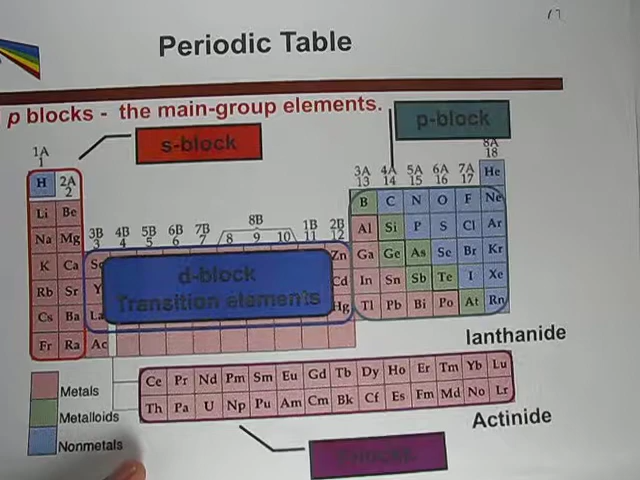 17
Periodic Table
p blocks - the main-group elements.
s-block
p-block
1A
1
8A
18
H
2A
2
3A
13
4A
14
5A
15
6A
16
7A
17
He
Li Be
B C N O F Ne
Na Mg
3B
3
4B
4
5B
5
6B
6
7B
7
8B
8 9 10
1B
11
2B
12
Al Si P S Cl Ar
K Ca Sc
Zn Ga Ge As Se Br Kr
d-block
Transition elements
Rb Sr Y
Cd In Sn Sb Te I Xe
Cs Ba La
Hg Tl Pb Bi Po At Rn
Fr Ra Ac
lanthanide
Ce Pr Nd Pm Sm Eu Gd Tb Dy Ho Er Tm Yb Lu
Th Pa U Np Pu Am Cm Bk Cf Es Fm Md No Lr
Actinide
Metals
Metalloids
Nonmetals